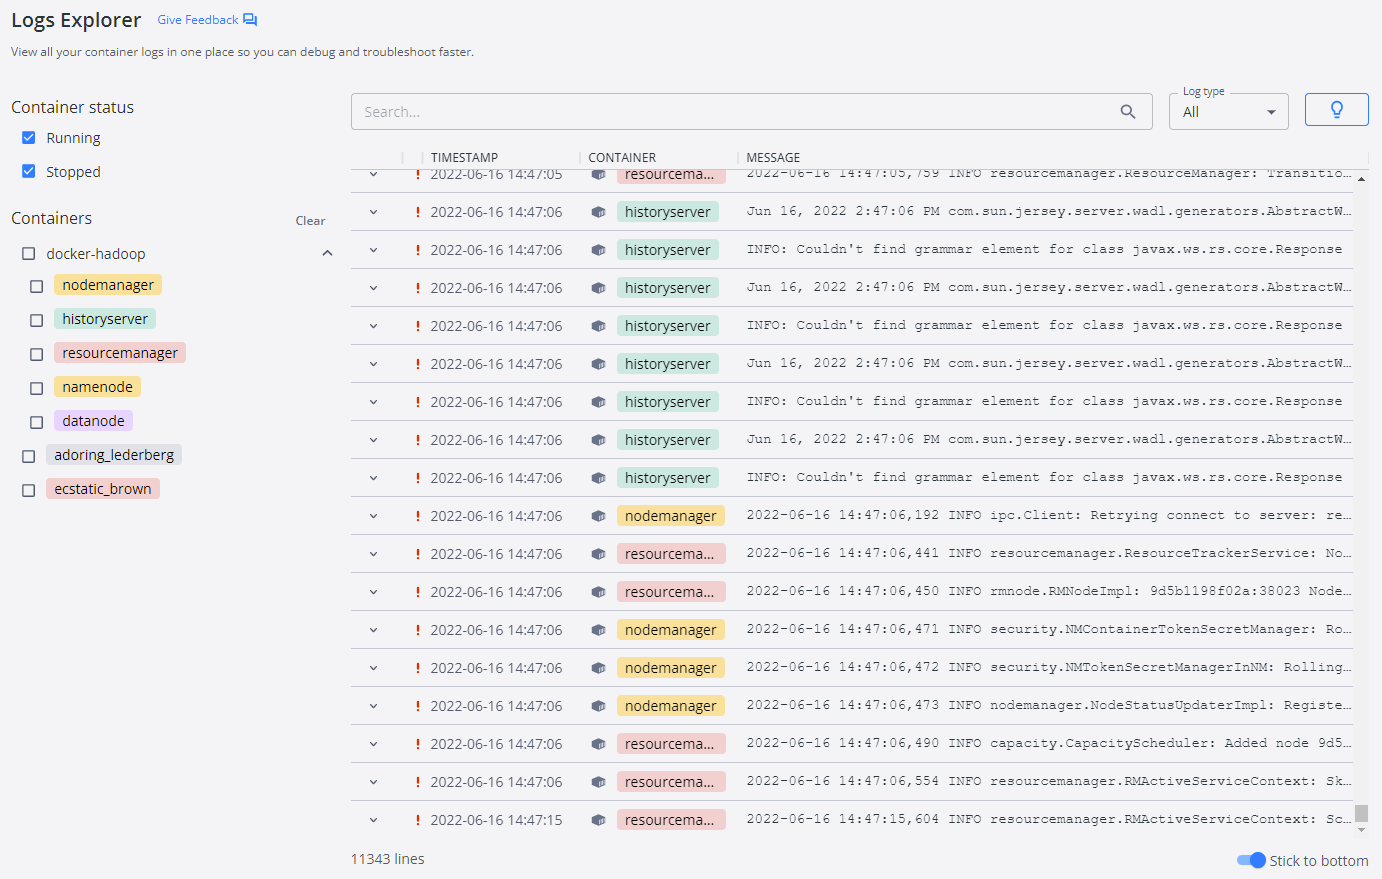 Logs Explorer Give Feedback
View all your container logs in one place so you can debug and troubleshoot faster.
Container status
Running
Stopped
Containers Clear
docker-hadoop
nodemanager
historyserver
resourcemanager
namenode
datanode
adoring_lederberg
ecstatic_brown
Search...
Log type
All
TIMESTAMP CONTAINER MESSAGE
! 2022-06-16 14:47:05 resourcema... 2022-06-16 14:47:05,759 INFO resourcemanager.ResourceManager: Transitio...
! 2022-06-16 14:47:06 historyserver Jun 16, 2022 2:47:06 PM com.sun.jersey.server.wadl.generators.AbstractW...
! 2022-06-16 14:47:06 historyserver INFO: Couldn't find grammar element for class javax.ws.rs.core.Response
! 2022-06-16 14:47:06 historyserver Jun 16, 2022 2:47:06 PM com.sun.jersey.server.wadl.generators.AbstractW...
! 2022-06-16 14:47:06 historyserver INFO: Couldn't find grammar element for class javax.ws.rs.core.Response
! 2022-06-16 14:47:06 historyserver Jun 16, 2022 2:47:06 PM com.sun.jersey.server.wadl.generators.AbstractW...
! 2022-06-16 14:47:06 historyserver INFO: Couldn't find grammar element for class javax.ws.rs.core.Response
! 2022-06-16 14:47:06 historyserver Jun 16, 2022 2:47:06 PM com.sun.jersey.server.wadl.generators.AbstractW...
! 2022-06-16 14:47:06 historyserver INFO: Couldn't find grammar element for class javax.ws.rs.core.Response
! 2022-06-16 14:47:06 nodemanager 2022-06-16 14:47:06,192 INFO ipc.Client: Retrying connect to server: re...
! 2022-06-16 14:47:06 resourcema... 2022-06-16 14:47:06,441 INFO resourcemanager.ResourceTrackerService: No...
! 2022-06-16 14:47:06 resourcema... 2022-06-16 14:47:06,450 INFO rmnode.RMNodeImpl: 9d5b1198f02a:38023 Node...
! 2022-06-16 14:47:06 nodemanager 2022-06-16 14:47:06,471 INFO security.NMContainerTokenSecretManager: Ro...
! 2022-06-16 14:47:06 nodemanager 2022-06-16 14:47:06,472 INFO security.NMTokenSecretManagerInNM: Rolling...
! 2022-06-16 14:47:06 nodemanager 2022-06-16 14:47:06,473 INFO nodemanager.NodeStatusUpdaterImpl: Registe...
! 2022-06-16 14:47:06 resourcema... 2022-06-16 14:47:06,490 INFO capacity.CapacityScheduler: Added node 9d5...
! 2022-06-16 14:47:06 resourcema... 2022-06-16 14:47:06,554 INFO resourcemanager.RMActiveServiceContext: Sk...
! 2022-06-16 14:47:15 resourcema... 2022-06-16 14:47:15,604 INFO resourcemanager.RMActiveServiceContext: Sc...
11343 lines Stick to bottom